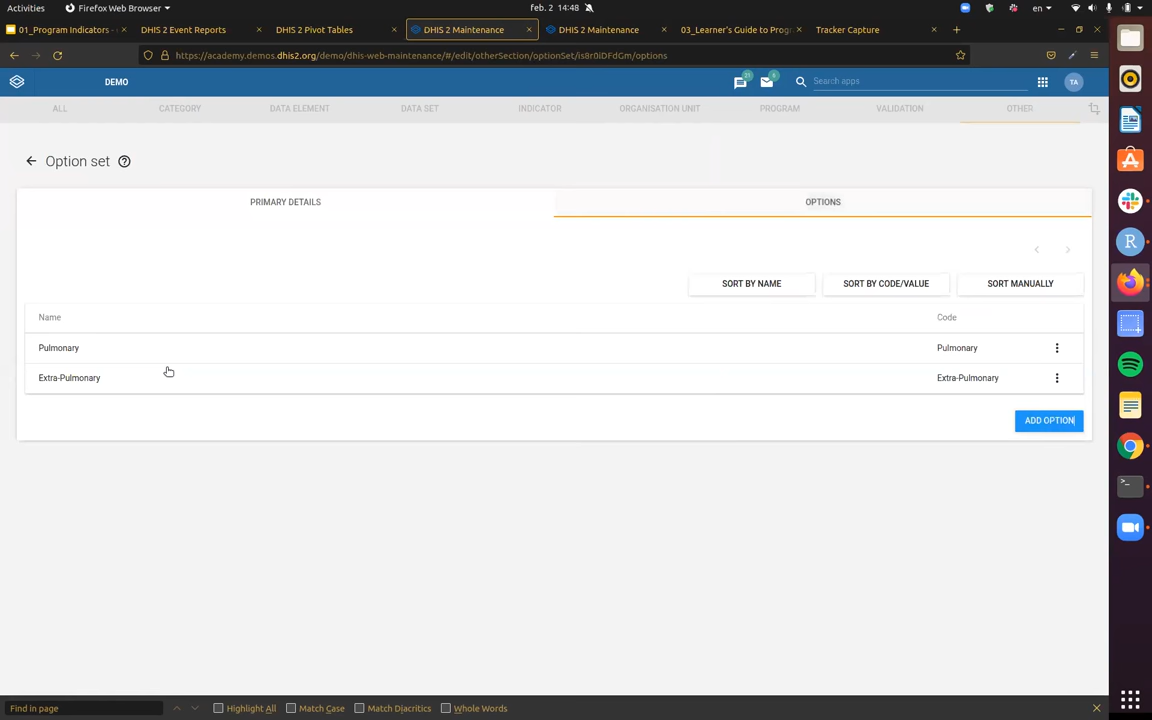 Activities
Firefox Web Browser
feb. 2 14:48
en
01_Program Indicators -
DHIS 2 Event Reports
DHIS 2 Pivot Tables
DHIS 2 Maintenance
DHIS 2 Maintenance
03_Learner's Guide to Prog
Tracker Capture
https://academy.demos.dhis2.org/demo/dhis-web-maintenance/#/edit/otherSection/optionSet/is8r0iDFdGm/options
DEMO
21
6
Search apps
TA
ALL
CATEGORY
DATA ELEMENT
DATA SET
INDICATOR
ORGANISATION UNIT
PROGRAM
VALIDATION
OTHER
Option set
PRIMARY DETAILS
OPTIONS
SORT BY NAME
SORT BY CODE/VALUE
SORT MANUALLY
Name
Code
Pulmonary
Pulmonary
Extra-Pulmonary
Extra-Pulmonary
ADD OPTION
Find in page
Highlight All
Match Case
Match Diacritics
Whole Words